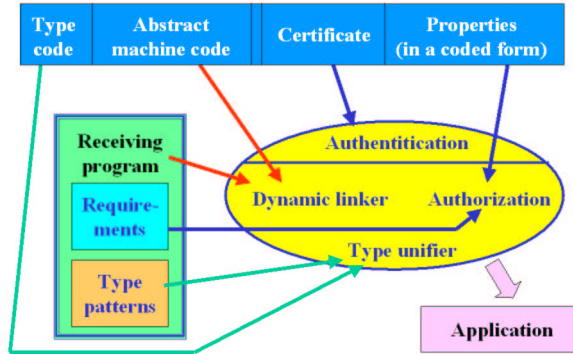 Type
code
Abstract
machine code
Certificate
Properties
(in a coded form)
Receiving
program
Require-
ments
Type
patterns
Authentitication
Dynamic linker
Authorization
Type unifier
Application